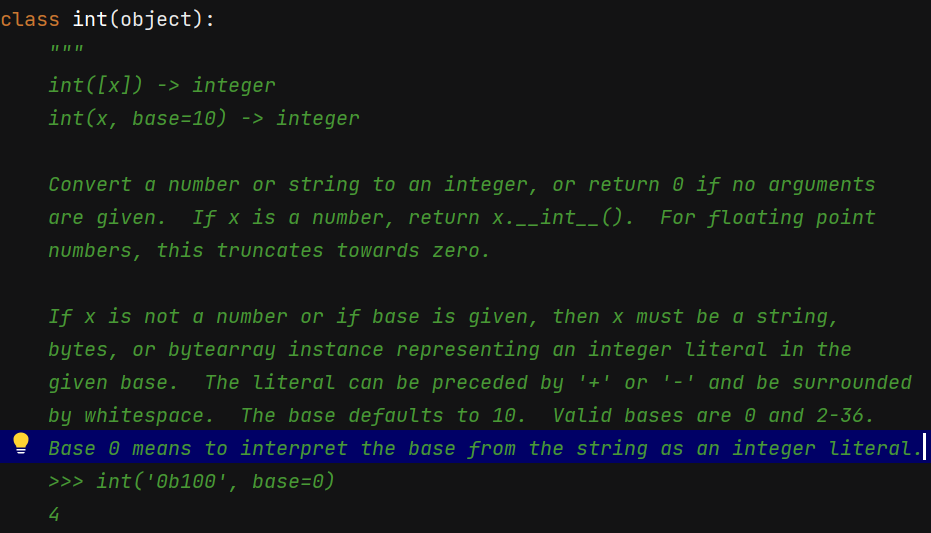 class int(object):
"""
int([x]) -> integer
int(x, base=10) -> integer
Convert a number or string to an integer, or return 0 if no arguments
are given.  If x is a number, return x.__int__().  For floating point
numbers, this truncates towards zero.
If x is not a number or if base is given, then x must be a string,
bytes, or bytearray instance representing an integer literal in the
given base.  The literal can be preceded by '+' or '-' and be surrounded
by whitespace.  The base defaults to 10.  Valid bases are 0 and 2-36.
Base 0 means to interpret the base from the string as an integer literal.
>>> int('0b100', base=0)
4